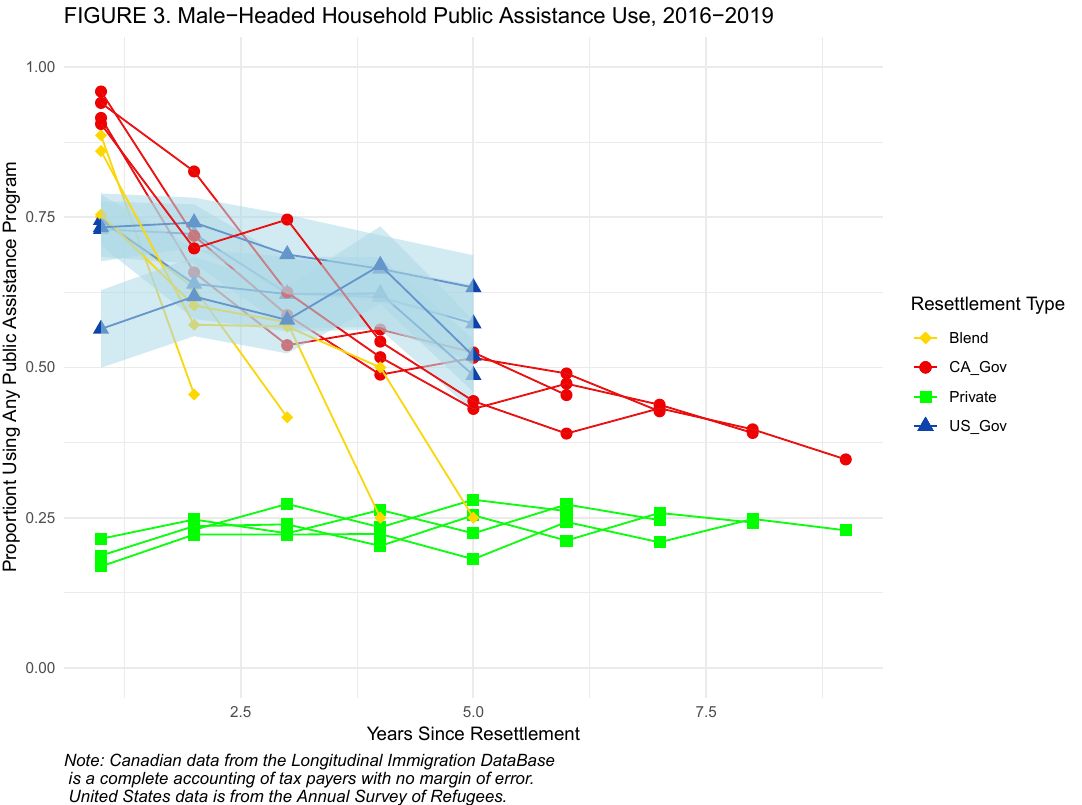 FIGURE 3. Male−Headed Household Public Assistance Use, 2016−2019
Proportiont Using Any Public Assistance Program
1.00
0.75
0.50
0.25
0.00
2.5
5.0
7.5
Years Since Resettlement
Resettlement Type
Blend
CA_Gov
Private
US_Gov
Note: Canadian data from the Longitudinal Immigration DataBase
is a complete accounting of tax payers with no margin of error.
United States data is from the Annual Survey of Refugees.